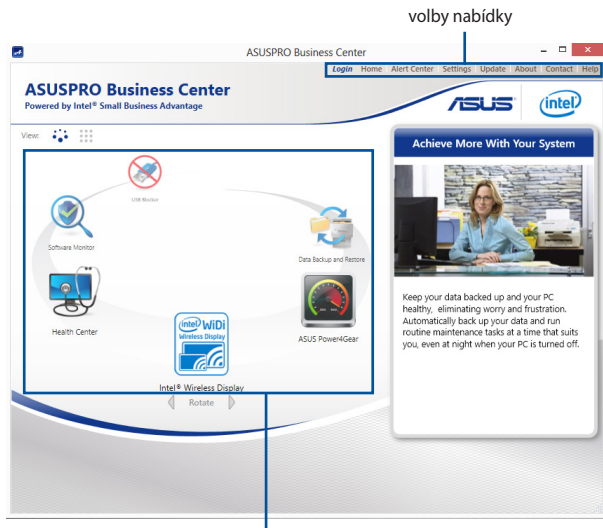 volby nabídky
ASUSPRO Business Center
Login Home Alert Center Settings Update About Contact Help
ASUSPRO Business Center
Powered by Intel® Small Business Advantage
ASUS
intel
View:
Achieve More With Your System
USB Blocker
Software Monitor
Data Backup and Restore
Health Center
intel WiDi
Wireless Display
ASUS Power4Gear
Intel® Wireless Display
Rotate
Keep your data backed up and your PC
healthy, eliminating worry and frustration.
Automatically back up your data and run
routine maintenance tasks at a time that suits
you, even at night when your PC is turned off.